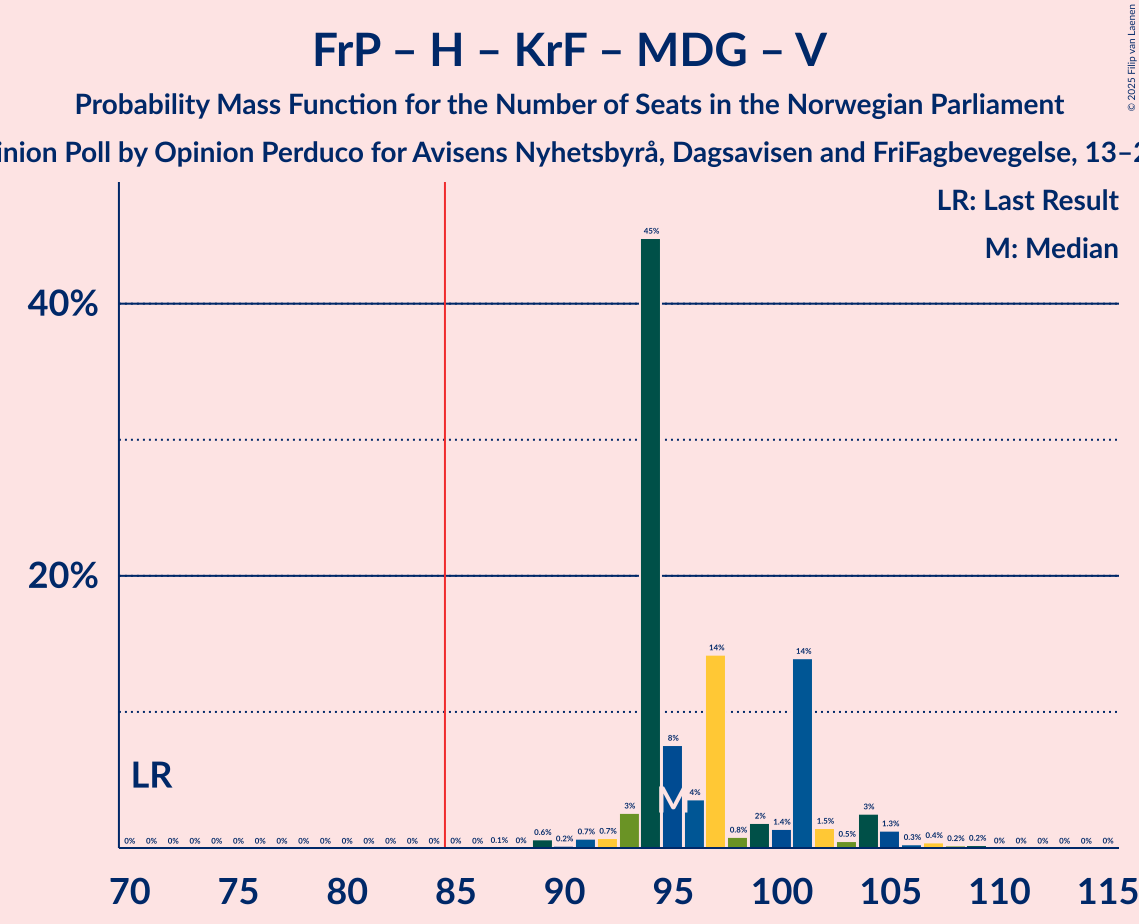 FrP – H – KrF – MDG – V
Probability Mass Function for the Number of Seats in the Norwegian Parliament
inion Poll by Opinion Perduco for Avisens Nyhetsbyrå, Dagsavisen and FriFagbevegelse, 13–2
© 2025 Filip van Laenen
LR: Last Result
M: Median
40%
20%
LR
M
0% 0% 0% 0% 0% 0% 0% 0% 0% 0% 0% 0% 0% 0% 0% 0% 0% 0.1% 0% 0.6% 0.2% 0.7% 0.7% 3% 45% 8% 4% 14% 0.8% 2% 1.4% 14% 1.5% 0.5% 3% 1.3% 0.3% 0.4% 0.2% 0.2% 0% 0% 0% 0% 0% 0%
70 75 80 85 90 95 100 105 110 115